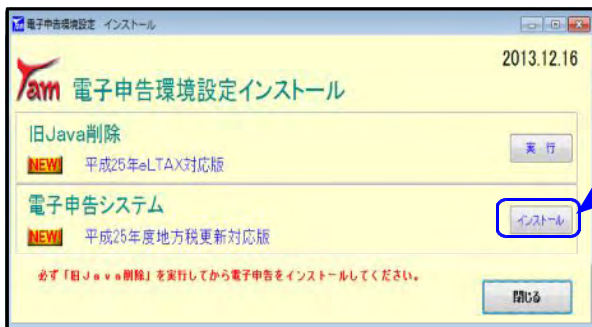 電子申告環境設定 インストール
2013.12.16
Tam 電子申告環境設定インストール
旧Java削除
実 行
NEW! 平成25年eLTAX対応版
電子申告システム
インストール
NEW! 平成25年度地方税更新対応版
必ず「旧Java削除」を実行してから電子申告をインストールしてください。
閉じる